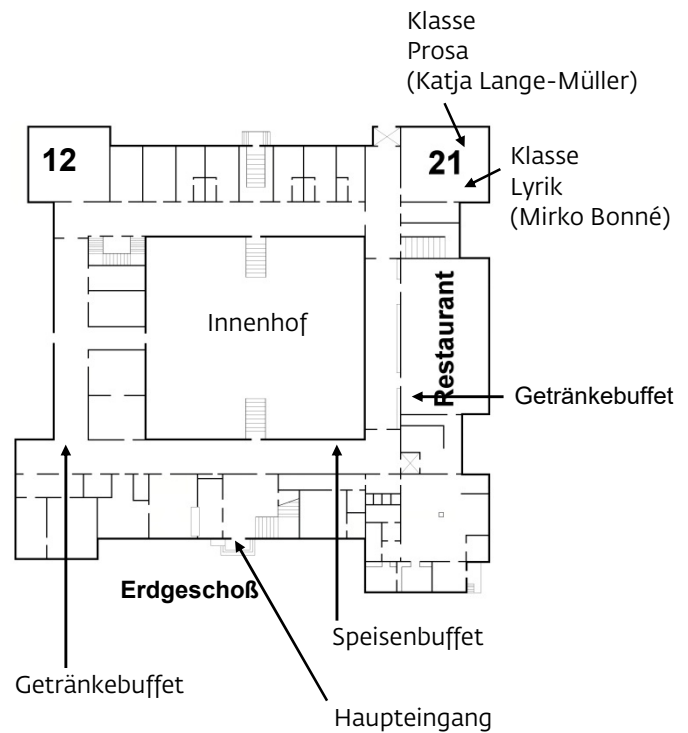 Klasse
Prosa
(Katja Lange-Müller)
12
21
Klasse
Lyrik
(Mirko Bonné)
Innenhof
Restaurant
Getränkebuffet
Erdgeschoß
Speisenbuffet
Getränkebuffet
Haupteingang